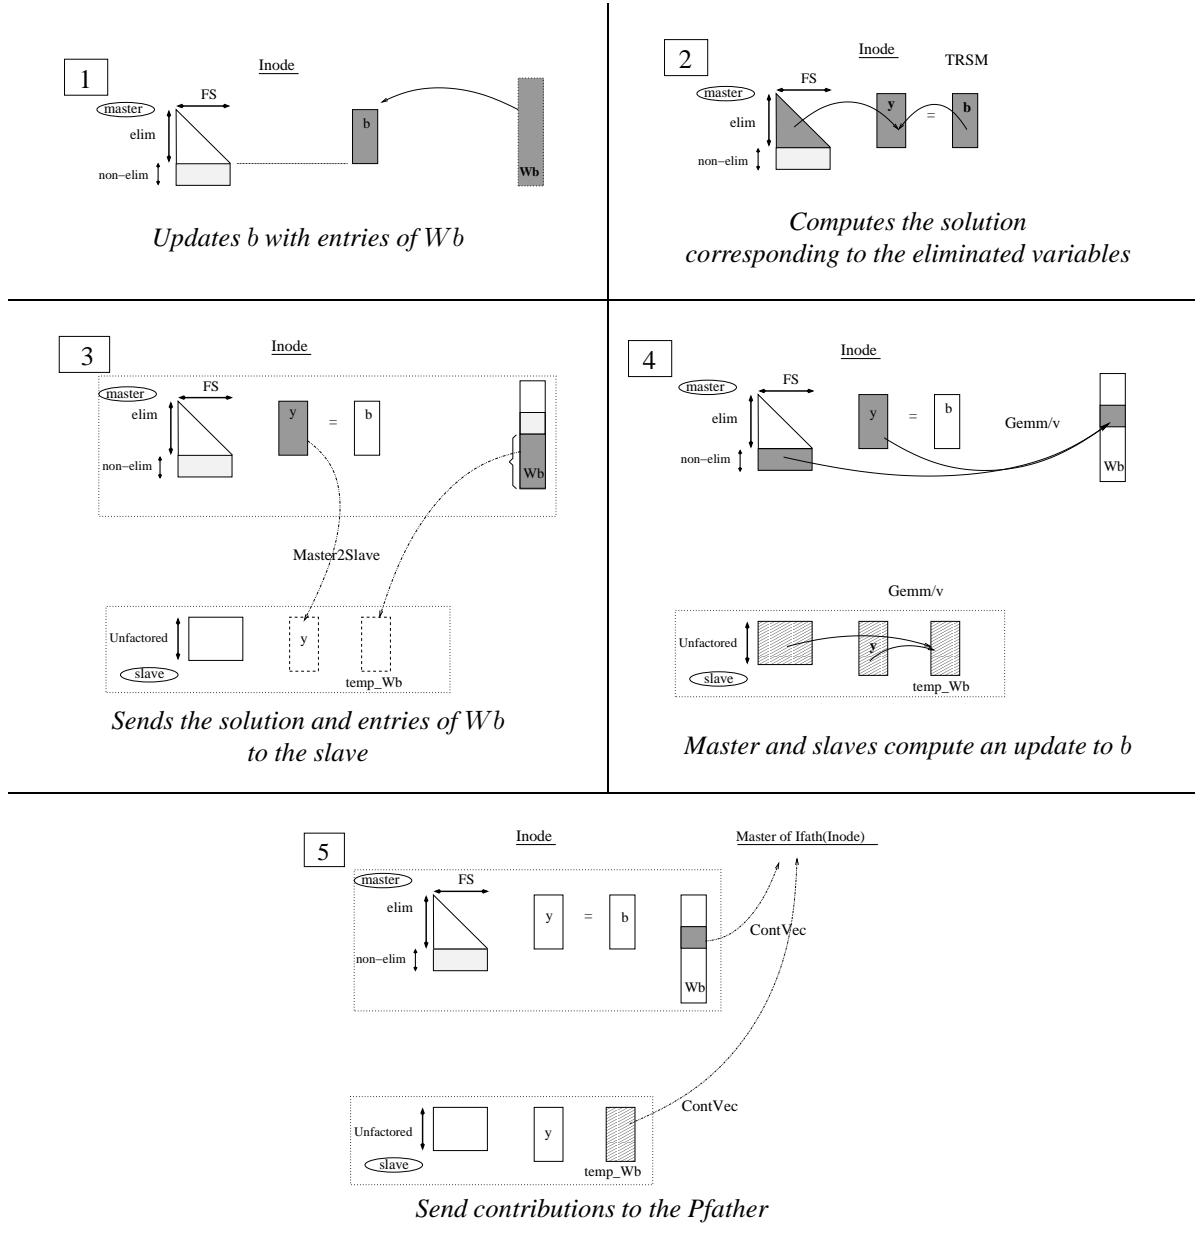 1
Inode
master
FS
b
elim
non−elim
Wb
Updates b with entries of Wb
2
Inode
TRSM
master
FS
y
=
b
elim
non−elim
Computes the solution
corresponding to the eliminated variables
3
Inode
master
FS
elim
y
=
b
non−elim
Wb
Master2Slave
Unfactored
y
slave
temp_Wb
Sends the solution and entries of Wb
to the slave
4
Inode
master
FS
elim
y
=
b
Gemm/v
non−elim
Wb
Gemm/v
Unfactored
y
slave
temp_Wb
Master and slaves compute an update to b
5
Inode
Master of Ifath(Inode)
master
FS
elim
y
=
b
ContVec
non−elim
Wb
ContVec
Unfactored
y
slave
temp_Wb
Send contributions to the Pfather